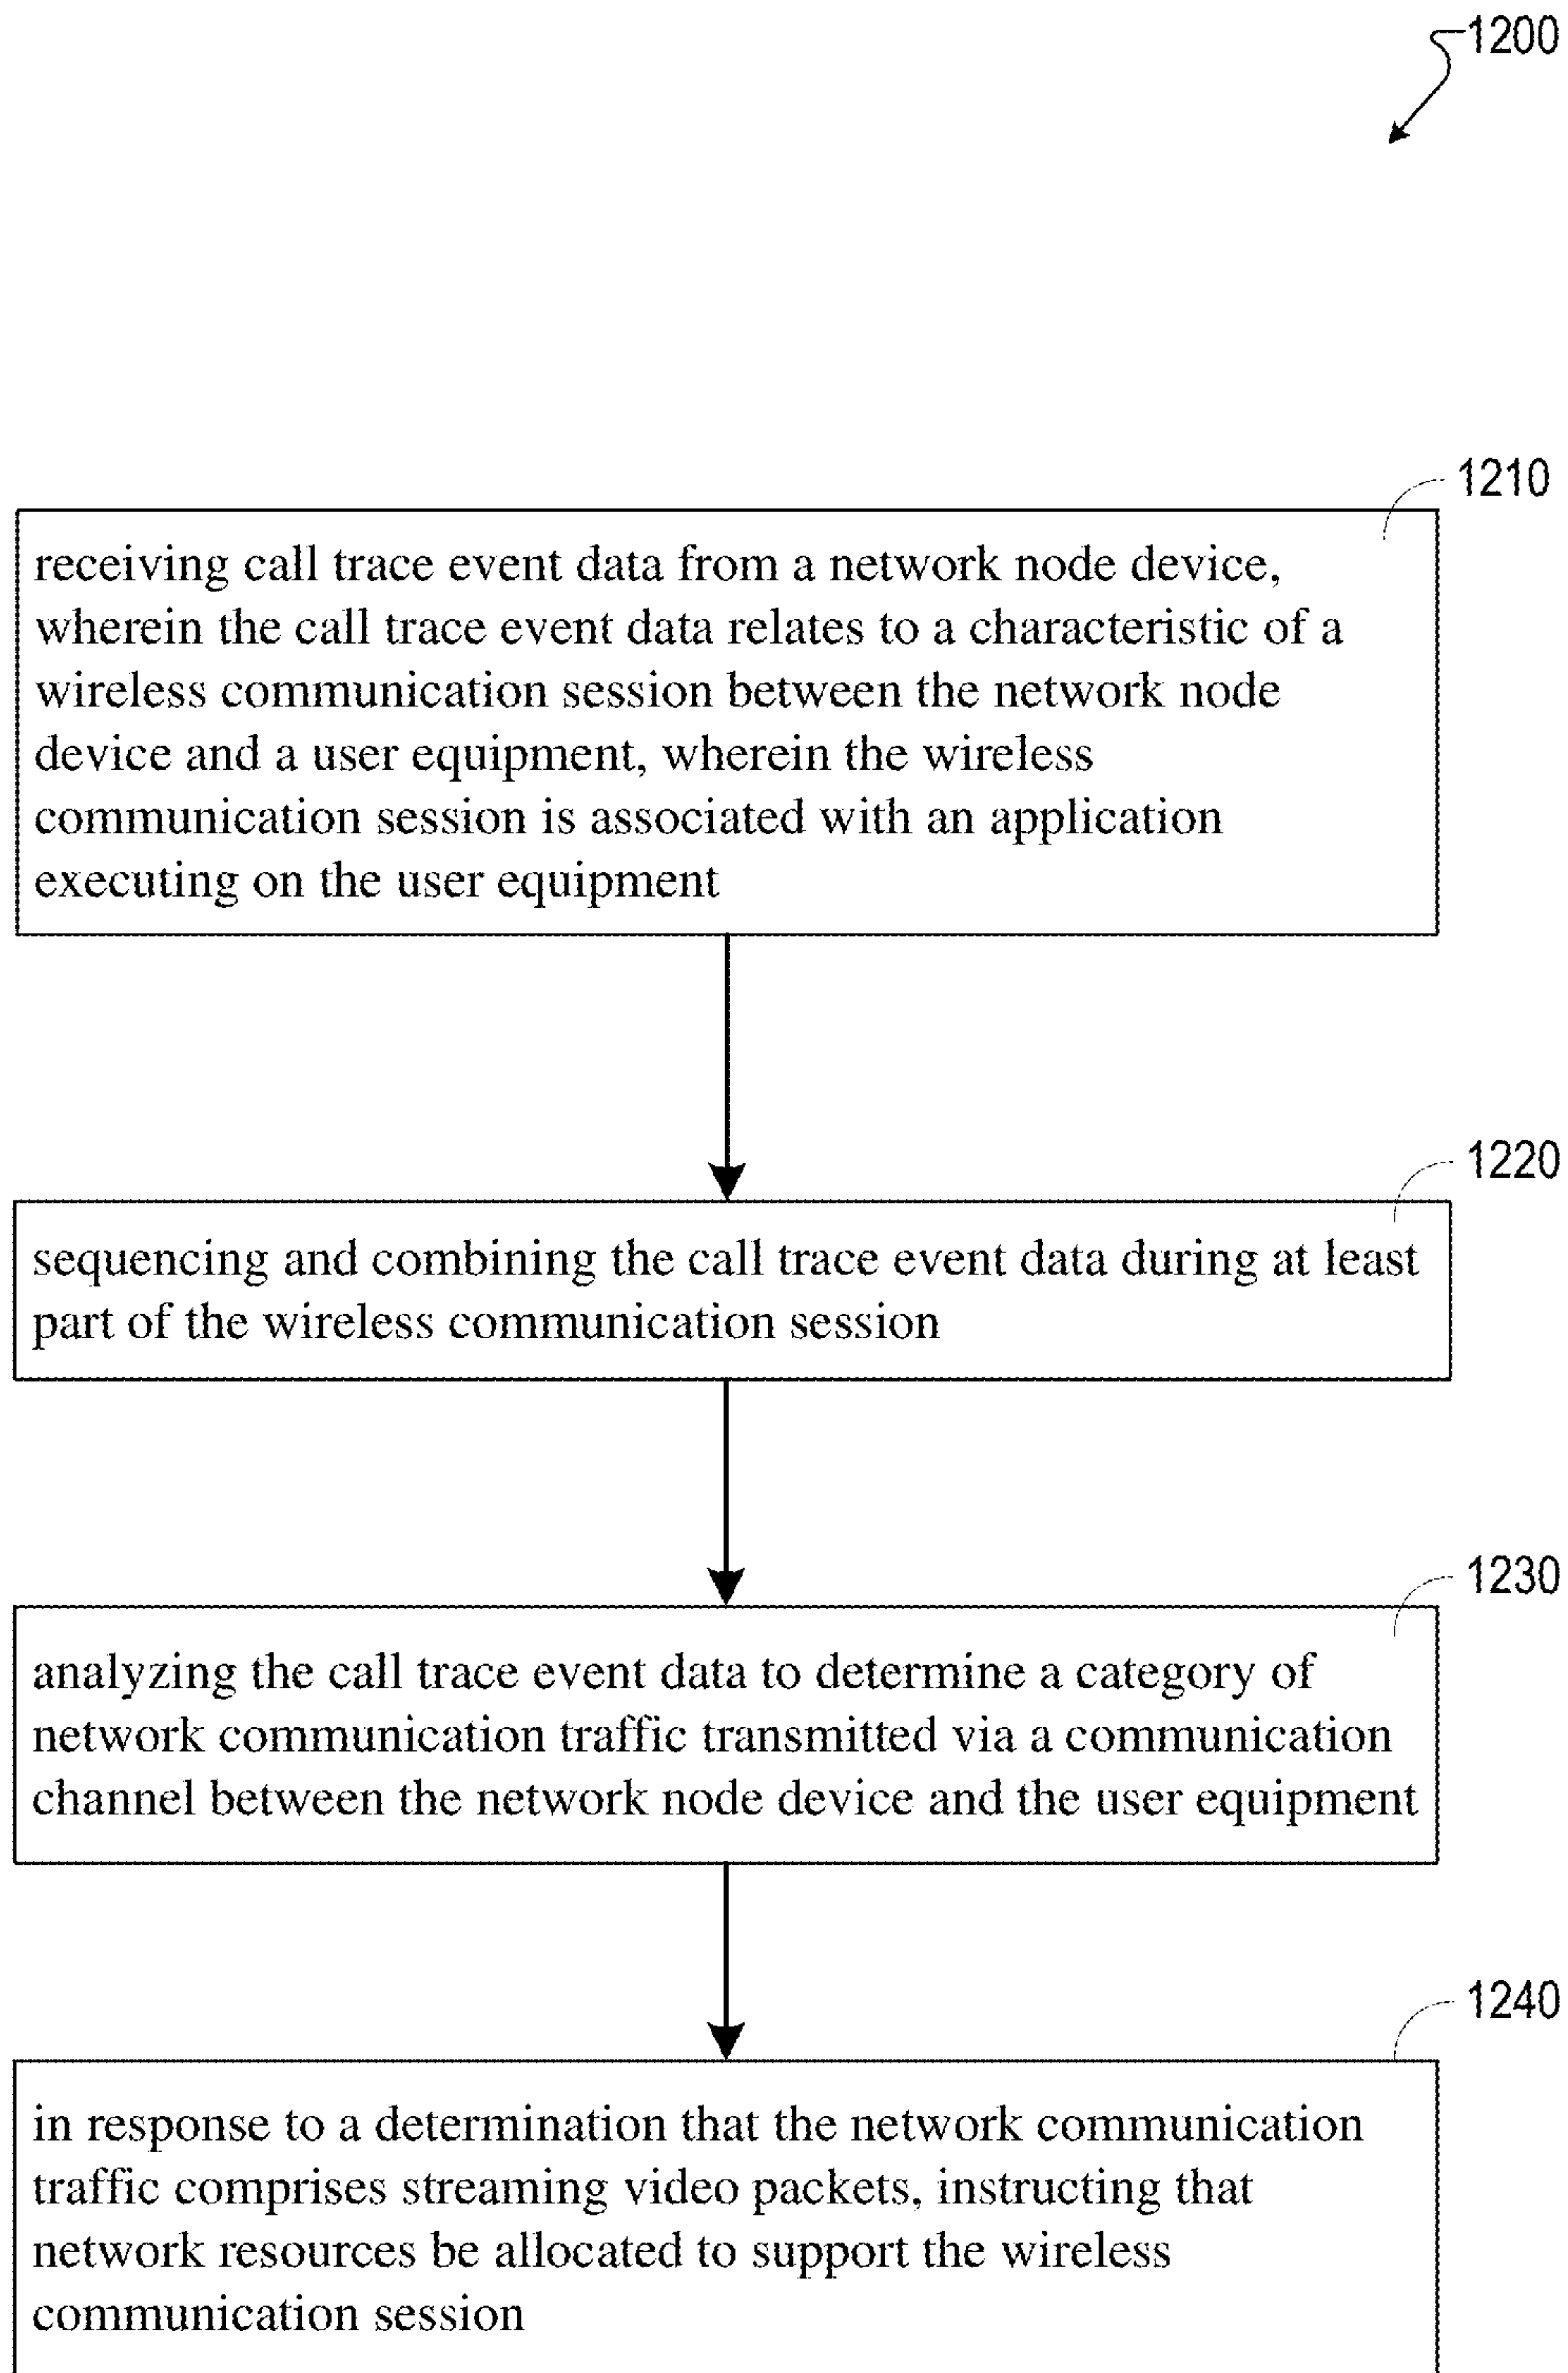 1200
1210
receiving call trace event data from a network node device,
wherein the call trace event data relates to a characteristic of a
wireless communication session between the network node
device and a user equipment, wherein the wireless
communication session is associated with an application
executing on the user equipment
1220
sequencing and combining the call trace event data during at least
part of the wireless communication session
1230
analyzing the call trace event data to determine a category of
network communication traffic transmitted via a communication
channel between the network node device and the user equipment
1240
in response to a determination that the network communication
traffic comprises streaming video packets, instructing that
network resources be allocated to support the wireless
communication session